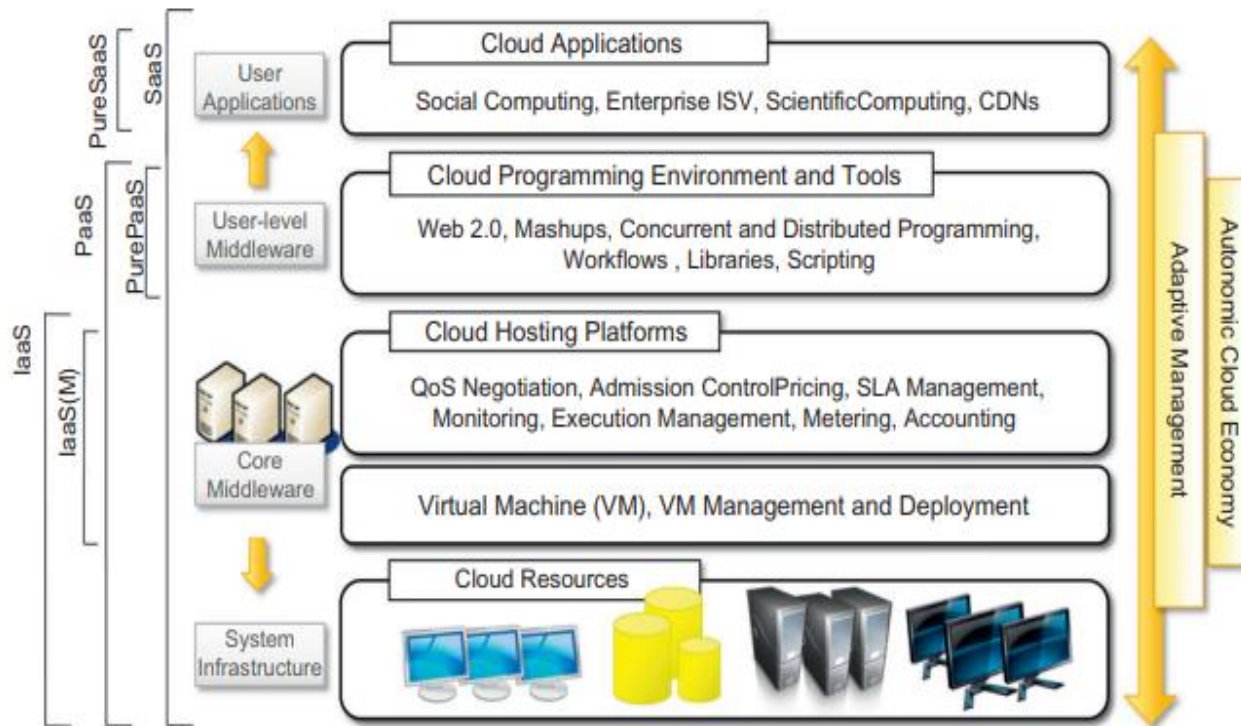 PureSaaS
SaaS
User
Applications
Cloud Applications
Social Computing, Enterprise ISV, ScientificComputing, CDNs
PaaS
PurePaaS
User-level
Middleware
Cloud Programming Environment and Tools
Web 2.0, Mashups, Concurrent and Distributed Programming,
Workflows , Libraries, Scripting
IaaS
IaaS(M)
Core
Middleware
Cloud Hosting Platforms
QoS Negotiation, Admission ControlPricing, SLA Management,
Monitoring, Execution Management, Metering, Accounting
Virtual Machine (VM), VM Management and Deployment
System
Infrastructure
Cloud Resources
Adaptive Management
Autonomic Cloud Economy